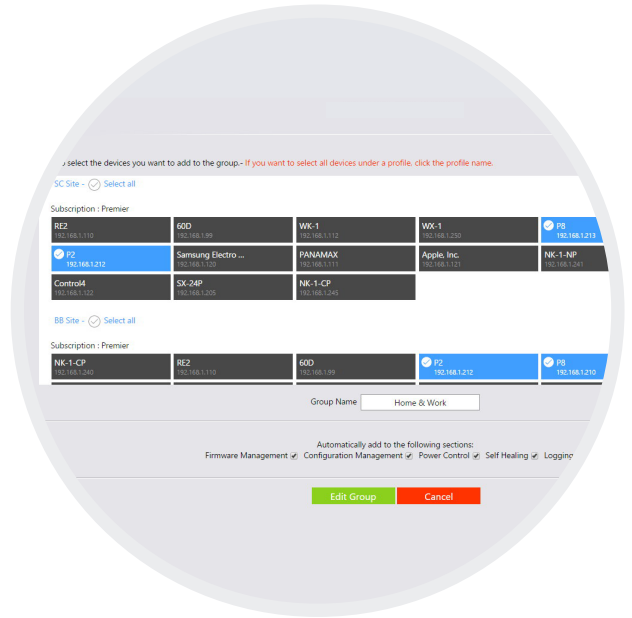 select the devices you want to add to the group.- If you want to select all devices under a profile, click the profile name.
SC Site - Select all
Subscription : Premier
RE2 60D WK-1 WX-1 P8
192.168.1.110 192.168.1.99 192.168.1.112 192.168.1.250 192.168.1.213
P2 Samsung Electro ... PANAMAX Apple, Inc. NK-1-NP
192.168.1.212 192.168.1.120 192.168.1.111 192.168.1.121 192.168.1.241
Control4 SX-24P NK-1-CP
192.168.1.122 192.168.1.205 192.168.1.245
BB Site - Select all
Subscription : Premier
NK-1-CP RE2 60D P2 P8
192.168.1.240 192.168.1.110 192.168.1.99 192.168.1.212 192.168.1.210
Group Name Home & Work
Automatically add to the following sections:
Firmware Management Configuration Management Power Control Self Healing Logging
Edit Group Cancel